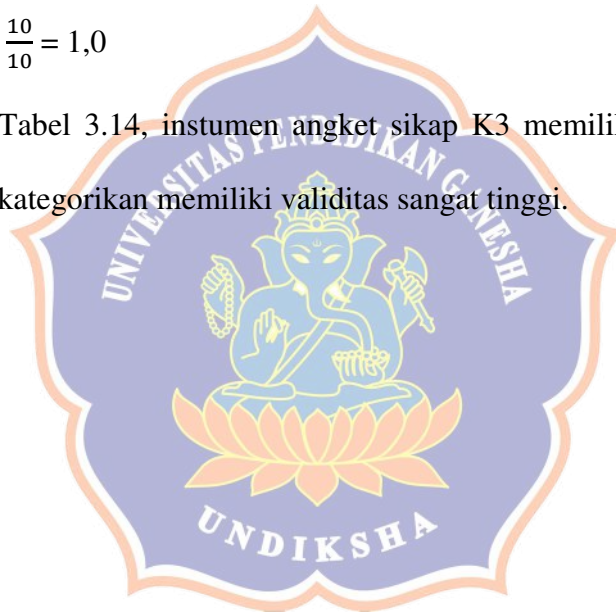 10/10 = 1,0
Tabel 3.14, instumen angket sikap K3 memilil
kategorikan memiliki validitas sangat tinggi.
UNIVERSITAS PENDIDIKAN GANESHA
UNDIKSHA